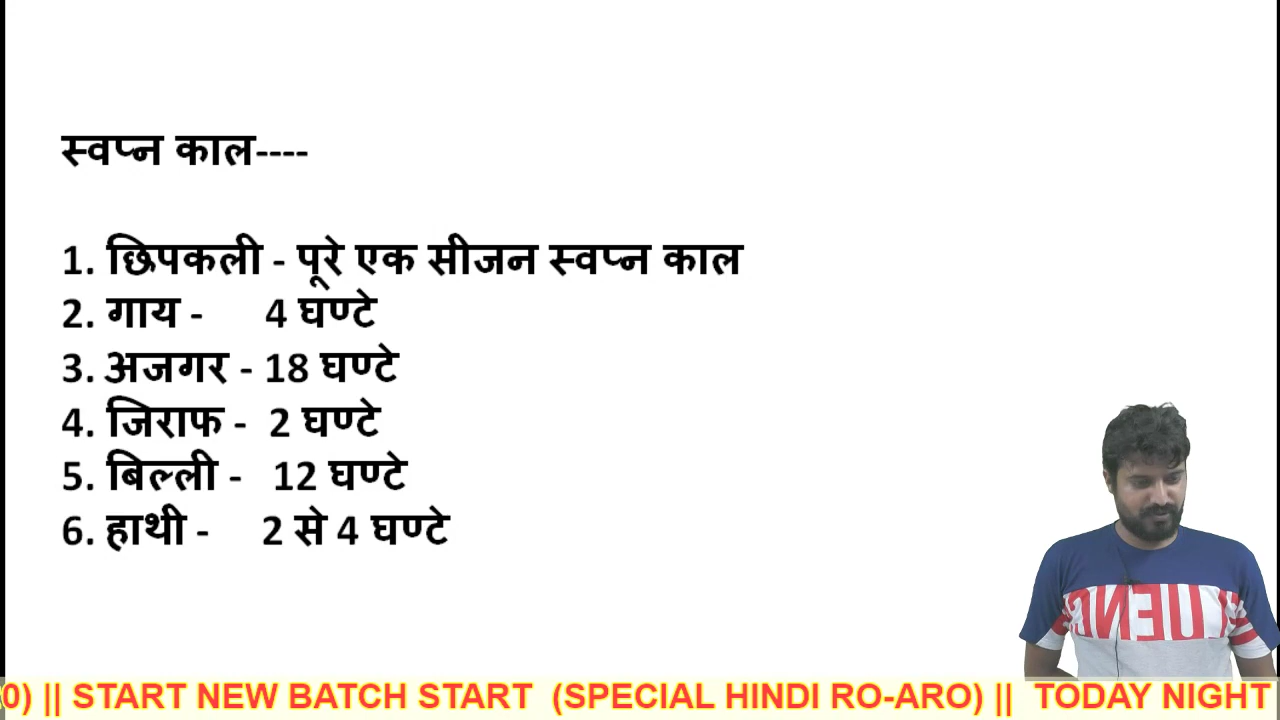 स्वप्न काल----
1. छिपकली - पूरे एक सीजन स्वप्न काल
2. गाय - 4 घण्टे
3. अजगर - 18 घण्टे
4. जिराफ - 2 घण्टे
5. बिल्ली - 12 घण्टे
6. हाथी - 2 से 4 घण्टे
0) || START NEW BATCH START (SPECIAL HINDI RO-ARO) || TODAY NIGHT